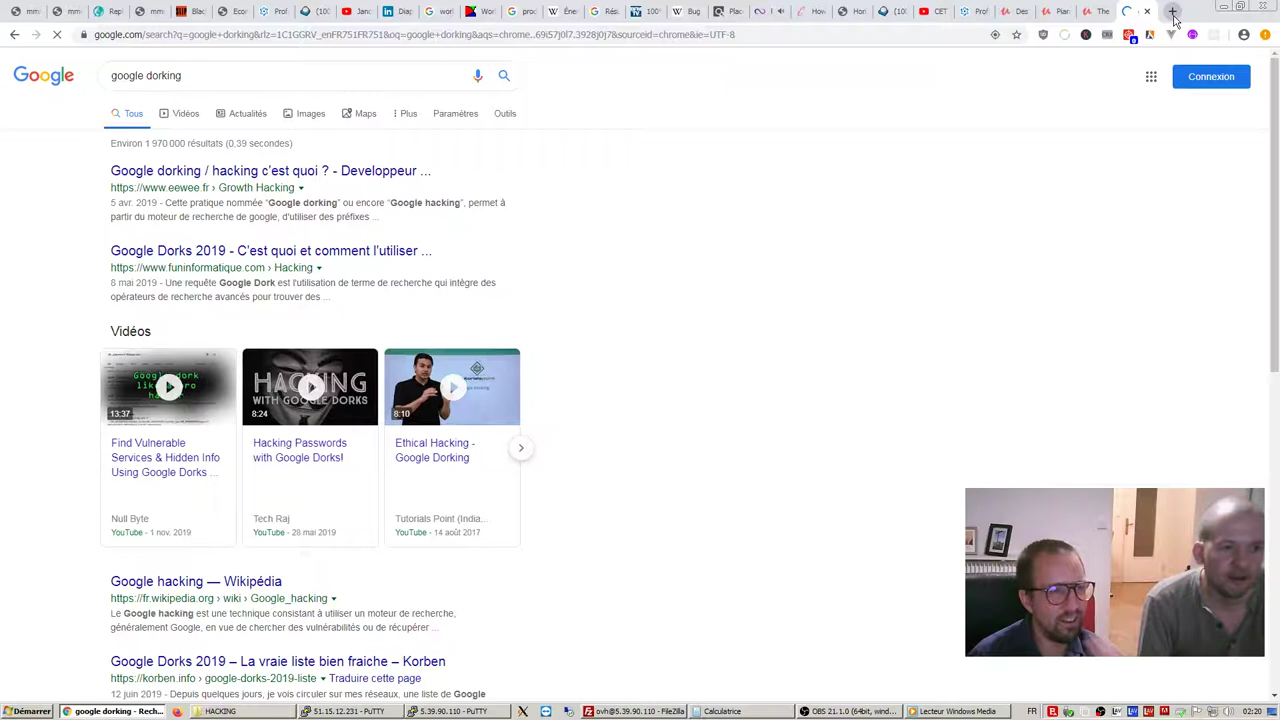 google.com/search?q=google+dorking&rlz=1C1GGRV_enFR751FR751&oq=google+dorking&aqs=chrome..69i57j0l7.3928j0j7&sourceid=chrome&ie=UTF-8
Google
google dorking
Connexion
Tous Vidéos Actualités Images Maps Plus Paramètres Outils
Environ 1 970 000 résultats (0,39 secondes)
Google dorking / hacking c'est quoi ? - Developpeur ...
https://www.eewee.fr › Growth Hacking
5 avr. 2019 - Cette pratique nommée “Google dorking” ou encore “Google hacking”, permet à
partir du moteur de recherche de google, d'utiliser des préfixes ...
Google Dorks 2019 - C'est quoi et comment l'utiliser ...
https://www.funinformatique.com › Hacking
8 mai 2019 - Une requête Google Dork est l'utilisation de terme de recherche qui intègre des
opérateurs de recherche avancés pour trouver des ...
Vidéos
13:37
HACKING
WITH GOOGLE DORKS
8:24
8:10
Find Vulnerable
Services & Hidden Info
Using Google Dorks ...
Null Byte
YouTube - 1 nov. 2019
Hacking Passwords
with Google Dorks!
Tech Raj
YouTube - 28 mai 2019
Ethical Hacking -
Google Dorking
Tutorials Point (India...
YouTube - 14 août 2017
Google hacking — Wikipédia
https://fr.wikipedia.org › wiki › Google_hacking
Le Google hacking est une technique consistant à utiliser un moteur de recherche,
généralement Google, en vue de chercher des vulnérabilités ou de récupérer ...
Google Dorks 2019 – La vraie liste bien fraiche – Korben
https://korben.info › google-dorks-2019-liste Traduire cette page
12 juin 2019 - Depuis quelques jours, je vois circuler sur mes réseaux, une liste de Google
Démarrer google dorking - Rech... HACKING 51.15.12.231 - PuTTY 5.39.90.110 - PuTTY ovh@5.39.90.110 - FileZilla Calculatrice OBS 21.1.0 (64bit, wind... Lecteur Windows Media FR 02:20